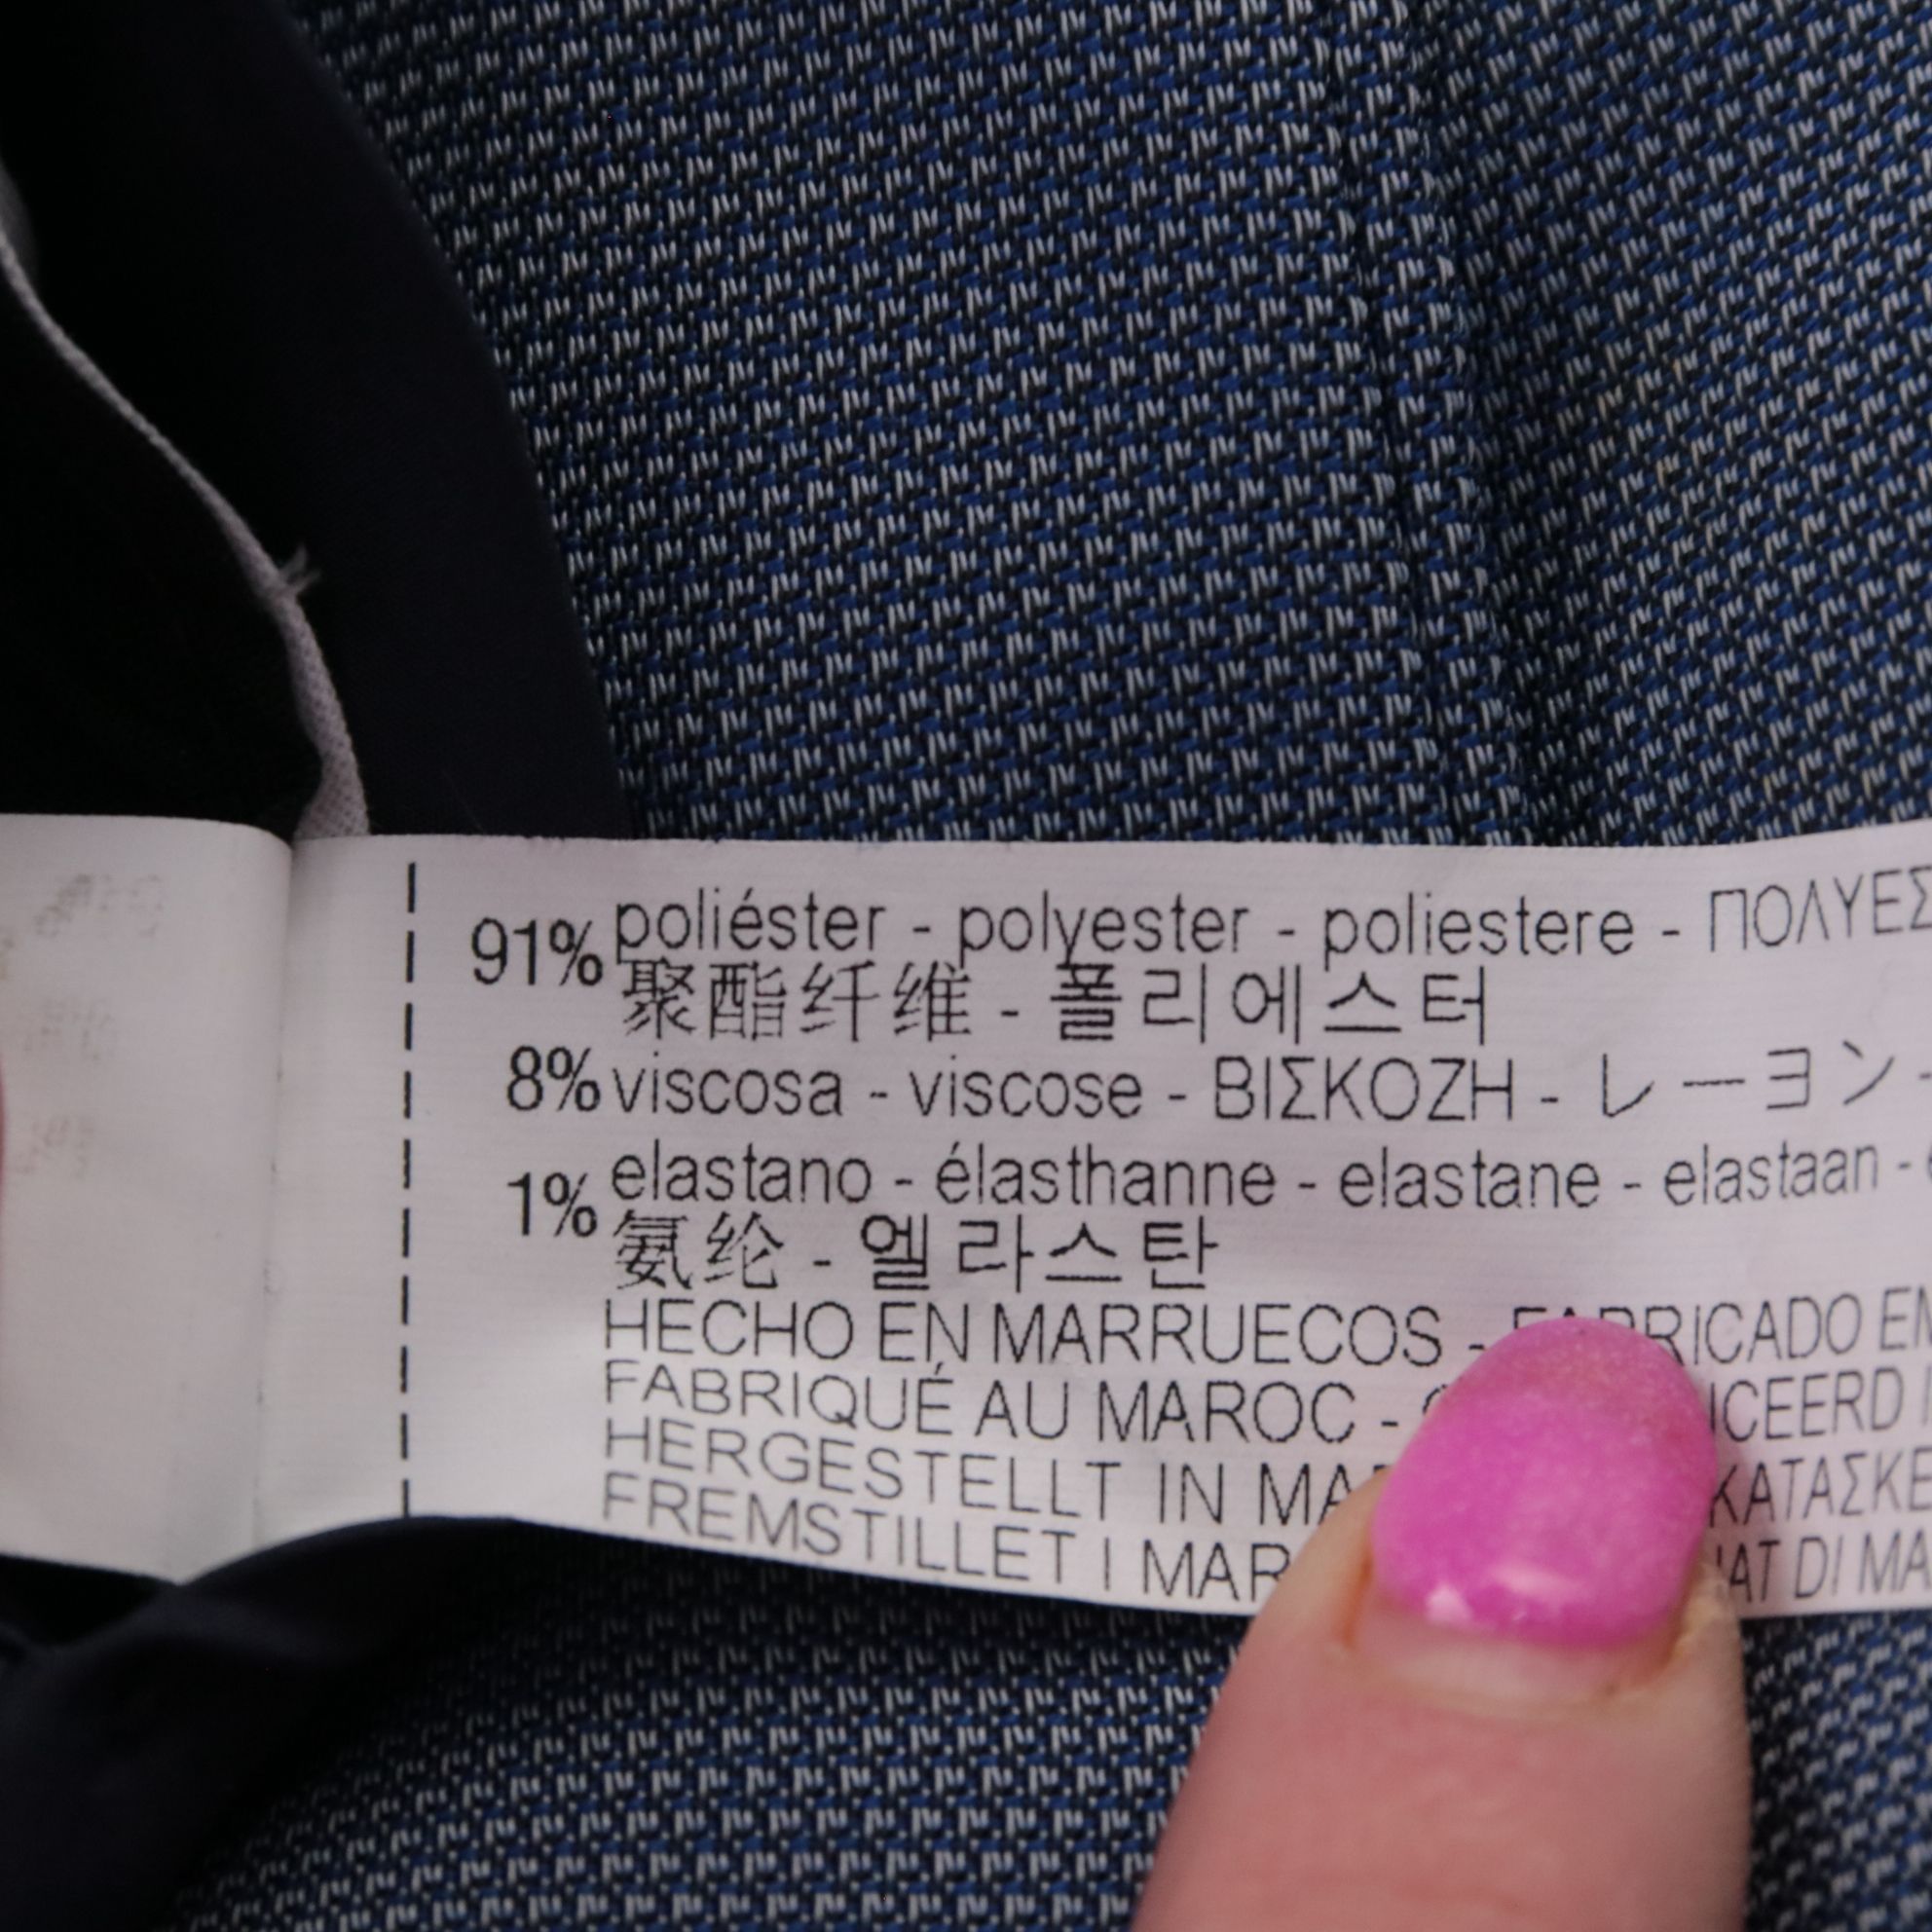 91% poliéster - polyester - poliestere -
聚酯纤维 - 폴리에스터
8% viscosa - viscose - ΒΙΣΚΟΖΗ - レーヨン -
1% elastano - élasthanne - elastane - elastaan -
氨纶 - 엘라스탄
HECHO EN MARRUECOS - FABRICADO
FABRIQUÉ AU MAROC -
HERGESTELLT IN
FREMSTILLET I
DI